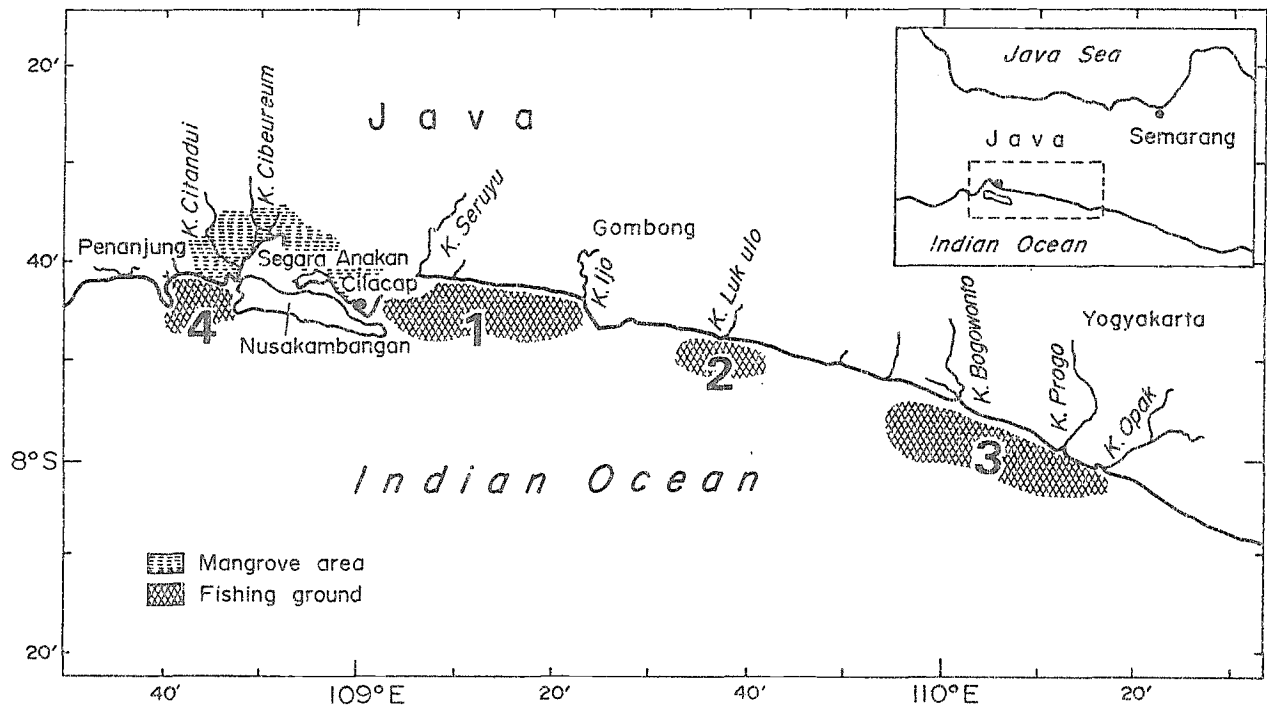 20'
40'
8° S
20'
40'
109° E
20'
40'
110° E
20'
Java
K. Citandui
K. Cibeureum
Penanjung
Segara Anakan
Cilacap
Nusakambangan
K. Seruyu
Gombong
K. Ijo
K. Luk ulo
K. Bogowonto
K. Progo
K. Opak
Yogyakarta
4
1
2
3
Indian Ocean
Mangrove area
Fishing ground
Java Sea
Semarang
Java
Indian Ocean